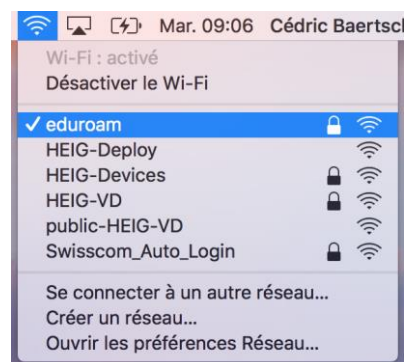 Mar. 09:06 Cédric Baertsc
Wi-Fi : activé
Désactiver le Wi-Fi
✓ eduroam
HEIG-Deploy
HEIG-Devices
HEIG-VD
public-HEIG-VD
Swisscom_Auto_Login
Se connecter à un autre réseau...
Créer un réseau...
Ouvrir les préférences Réseau...